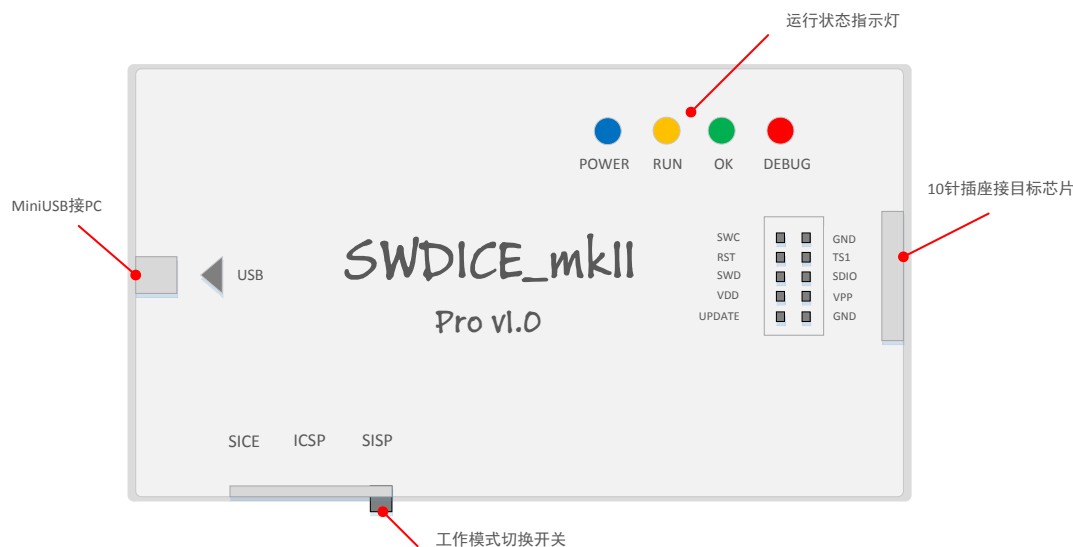 运行状态指示灯
POWER RUN OK DEBUG
10针插座接目标芯片
MiniUSB接PC
SWC GND
RST TS1
SWD SDIO
VDD VPP
UPDATE GND
USB
SWDICE_mkII
Pro v1.0
SICE ICSP SISP
工作模式切换开关